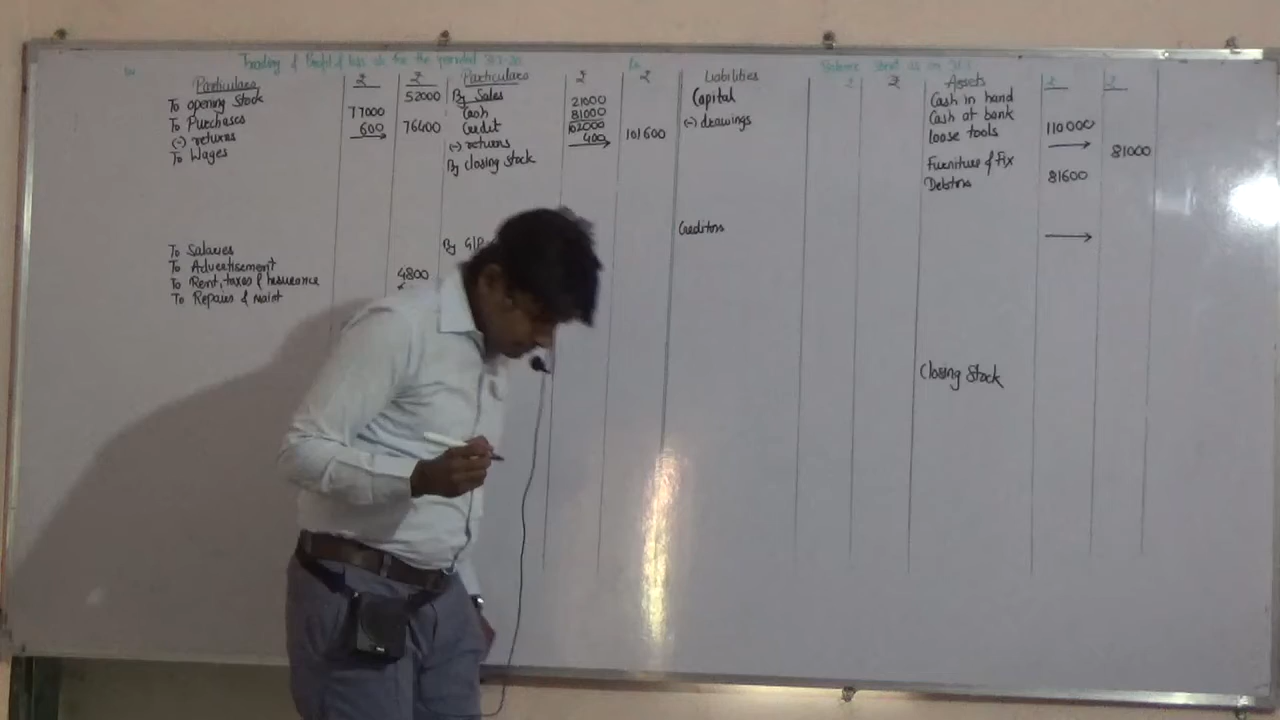 Trading & Profit & loss a/c for the
Dr
Cr
Balance sheet as on
Particulars ₹ ₹ Particulars ₹ ₹
To opening Stock 52000
To Purchases 77000
(-) returns 600 76400
To Wages
To Salaries
To Advertisement
To Rent, taxes & Insurance 4800
To Repairs & maint
By Sales
Cash 21000
Credit 81000
102000
(-) returns 400 101600
By closing stock
By G/P
Liabilities ₹ ₹ Assets ₹ ₹
Capital
(-) drawings
Creditors
Cash in hand
Cash at bank
loose tools 110000
81000
Furniture & Fix
Debtors 81600
Closing Stock